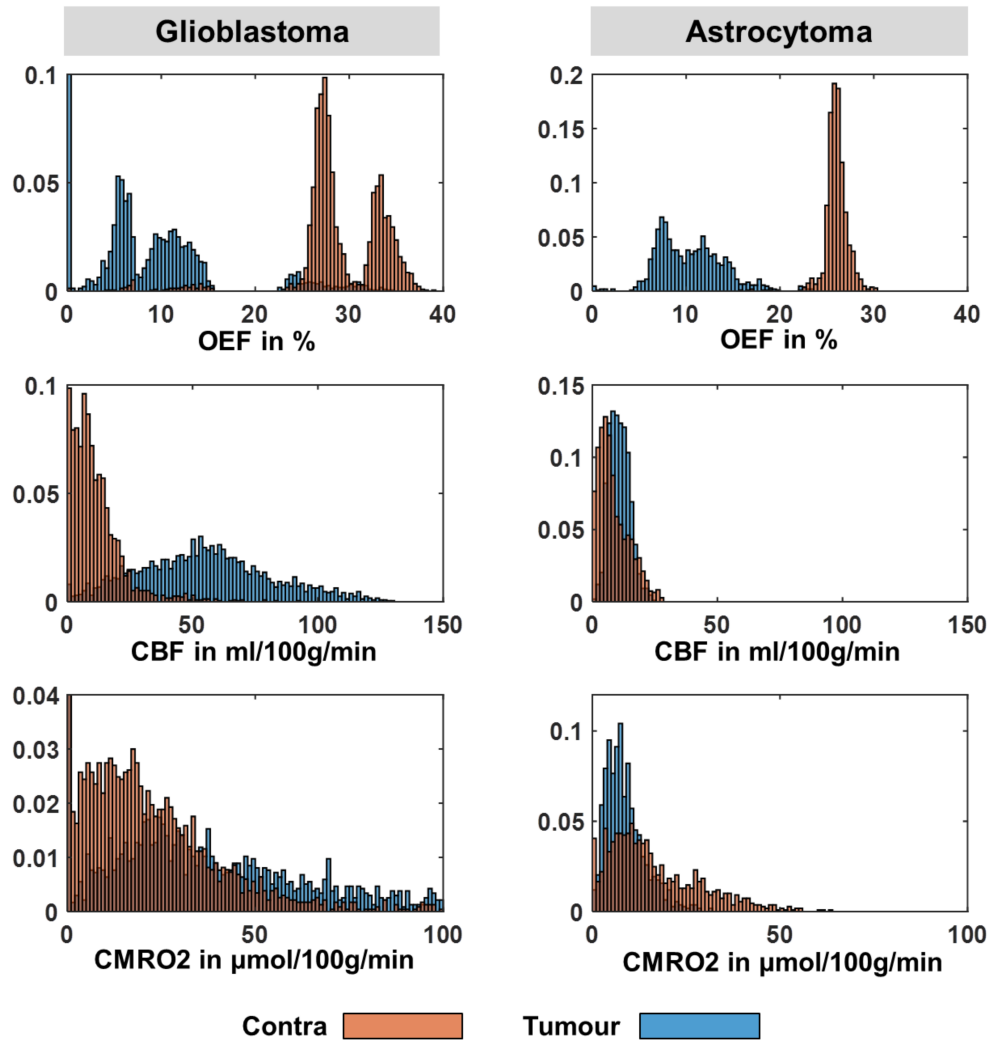 Glioblastoma
Astrocytoma
0.1
0.05
0
0 10 20 30 40
OEF in %
0.2
0.15
0.1
0.05
0
0 10 20 30 40
OEF in %
0.1
0.05
0
0 50 100 150
CBF in ml/100g/min
0.15
0.1
0.05
0
0 50 100 150
CBF in ml/100g/min
0.04
0.03
0.02
0.01
0
0 50 100
CMRO2 in µmol/100g/min
0.1
0.05
0
0 50 100
CMRO2 in µmol/100g/min
Contra
Tumour